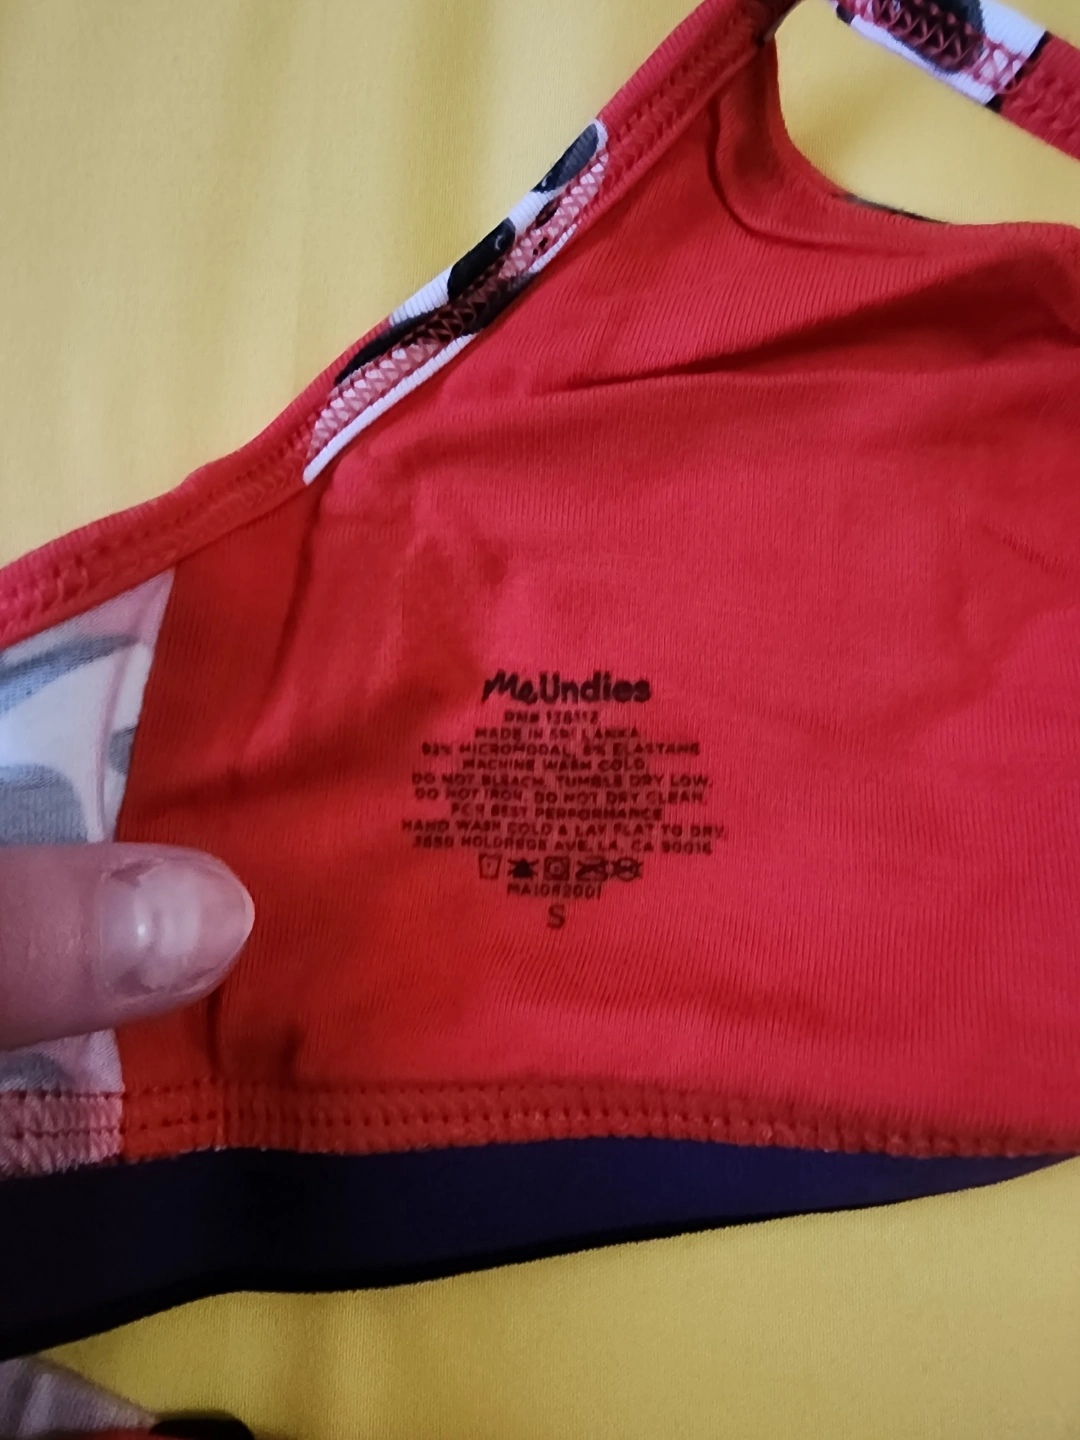 MeUndies
RN# 138112
MADE IN SRI LANKA
92% MICROMODAL, 8% ELASTANE
MACHINE WASH COLD,
DO NOT BLEACH, TUMBLE DRY LOW,
DO NOT IRON, DO NOT DRY CLEAN,
FOR BEST PERFORMANCE
HAND WASH COLD & LAY FLAT TO DRY.
3650 HOLDREGE AVE, LA, CA 90016
MA1082001
S